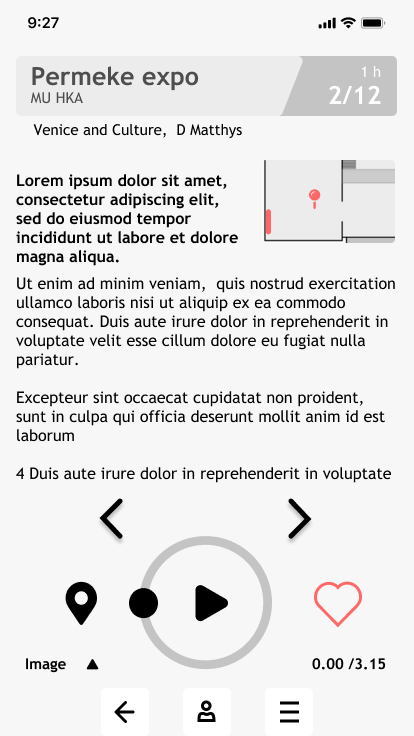 9:27
Permeke expo
MU HKA
1 h
2/12
Venice and Culture, D Matthys
Lorem ipsum dolor sit amet,
consectetur adipiscing elit,
sed do eiusmod tempor
incididunt ut labore et dolore
magna aliqua.
Ut enim ad minim veniam, quis nostrud exercitation
ullamco laboris nisi ut aliquip ex ea commodo
consequat. Duis aute irure dolor in reprehenderit in
voluptate velit esse cillum dolore eu fugiat nulla
pariatur.
Excepteur sint occaecat cupidatat non proident,
sunt in culpa qui officia deserunt mollit anim id est
laborum
4 Duis aute irure dolor in reprehenderit in voluptate
Image
0.00 /3.15